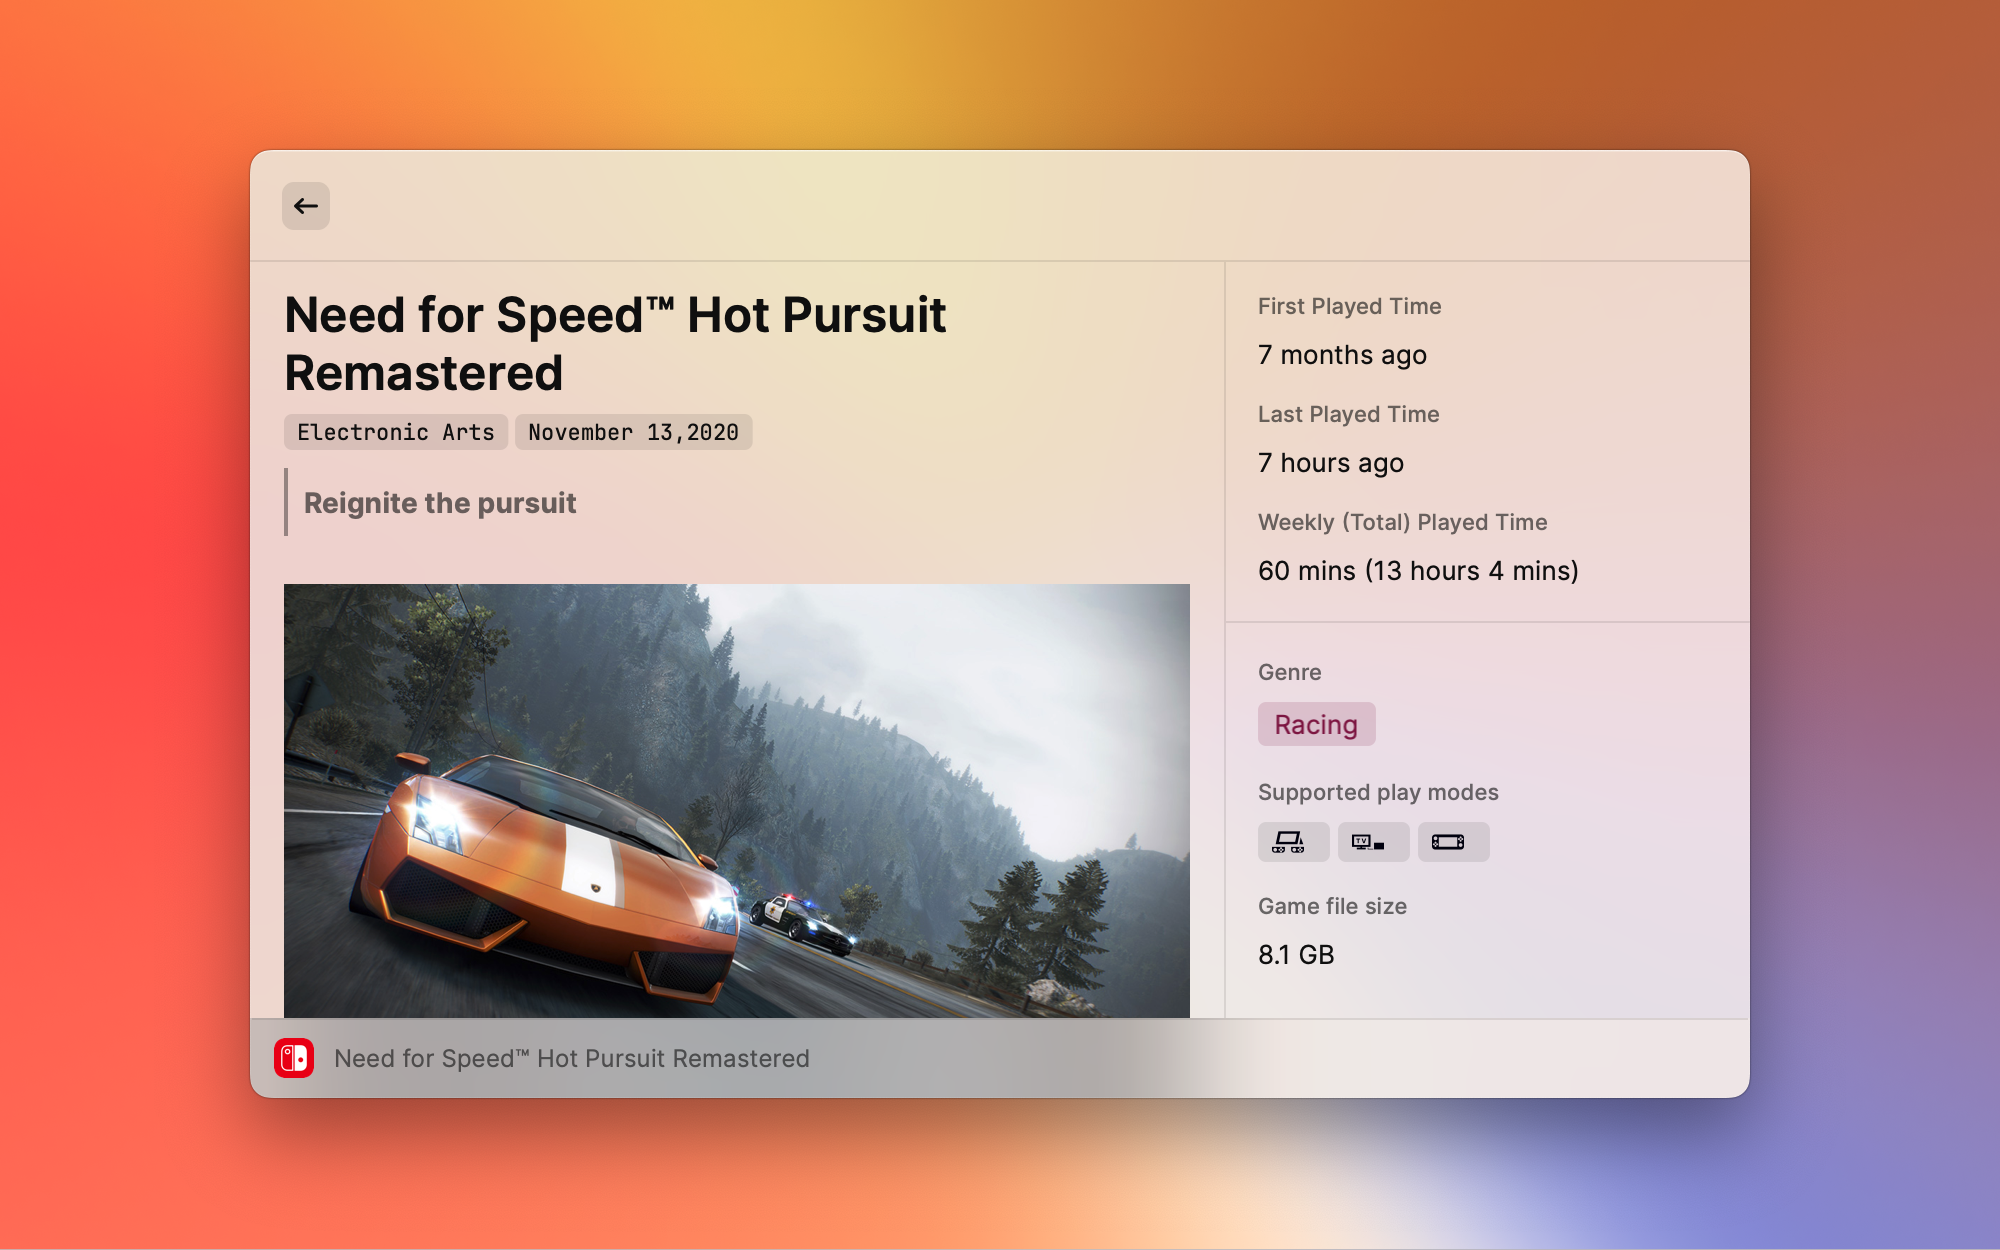 Need for Speed™ Hot Pursuit
Remastered
Electronic Arts
November 13,2020
Reignite the pursuit
First Played Time
7 months ago
Last Played Time
7 hours ago
Weekly (Total) Played Time
60 mins (13 hours 4 mins)
Genre
Racing
Supported play modes
TV
Game file size
8.1 GB
Need for Speed™ Hot Pursuit Remastered